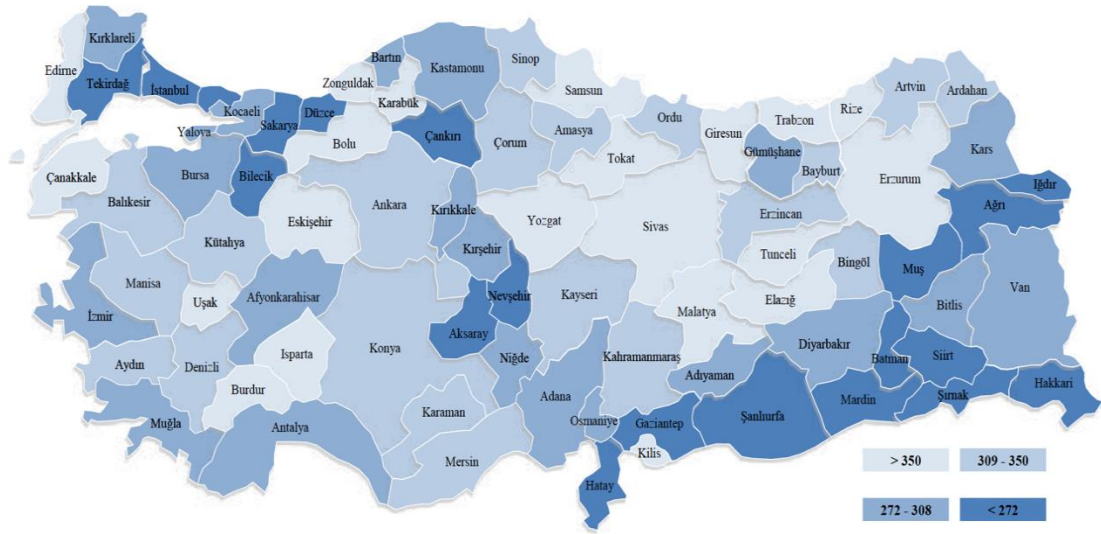 Kırklareli
Edirne
Tekirdağ
İstanbul
Kocaeli
Yalova
Sakarya
Düzce
Zonguldak
Bartın
Karabük
Kastamonu
Sinop
Samsun
Bolu
Çankırı
Çorum
Amasya
Ordu
Tokat
Giresun
Trabzon
Rize
Artvin
Ardahan
Gümüşhane
Bayburt
Erzurum
Kars
Iğdır
Ağrı
Çanakkale
Balıkesir
Bursa
Bilecik
Kütahya
Eskişehir
Ankara
Kırıkkale
Kırşehir
Yozgat
Sivas
Erzincan
Tunceli
Bingöl
Muş
Elazığ
Malatya
Bitlis
Van
Manisa
Uşak
Afyonkarahisar
İzmir
Aydın
Denizli
Isparta
Burdur
Konya
Aksaray
Nevşehir
Kayseri
Niğde
Kahramanmaraş
Adıyaman
Diyarbakır
Batman
Siirt
Şırnak
Hakkari
Mardin
Şanlıurfa
Gaziantep
Kilis
Osmaniye
Adana
Hatay
Karaman
Mersin
Antalya
Muğla
> 350
309 - 350
272 - 308
< 272